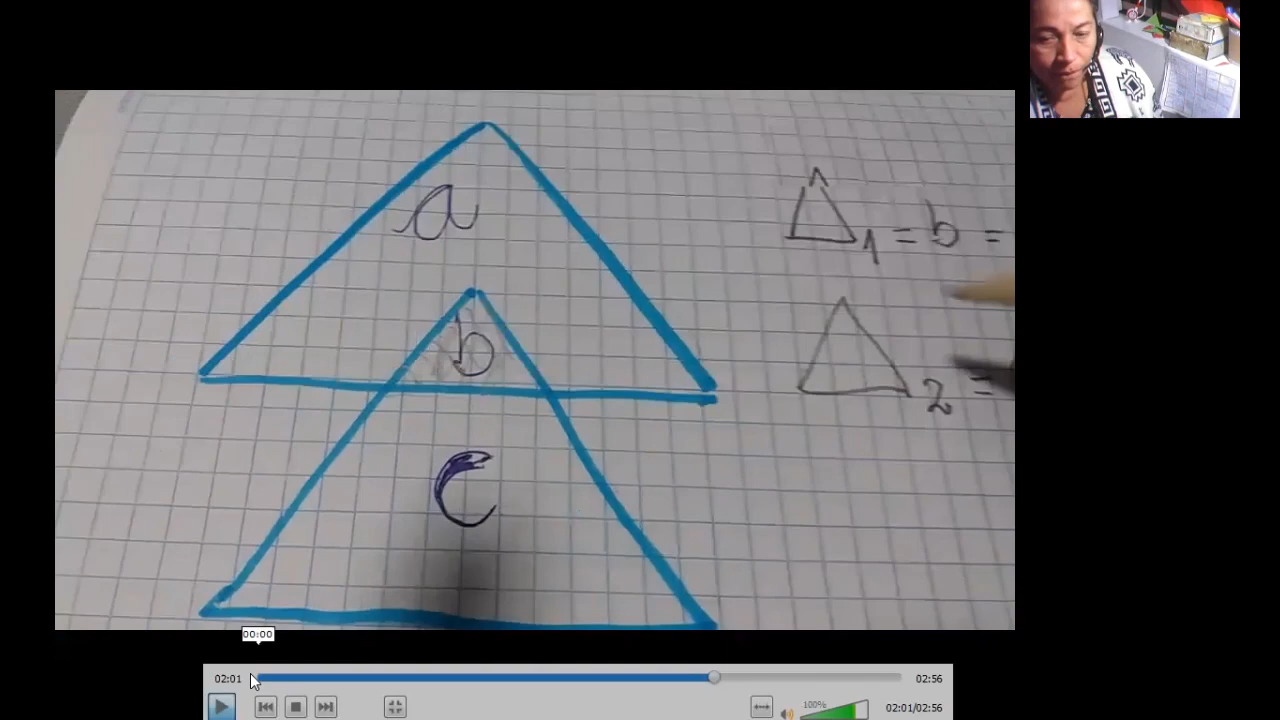 a
b
c
1 = b =
2 =
00:00
02:01
02:56
100%
02:01/02:56